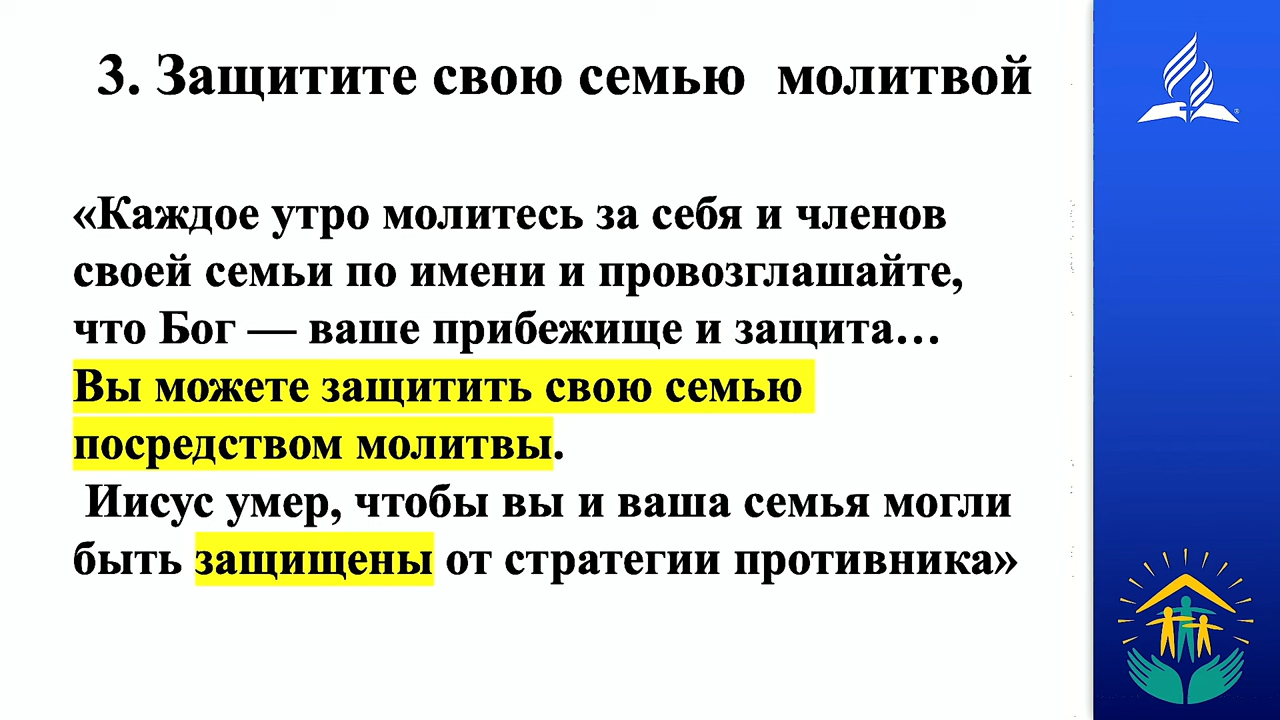 3. Защитите свою семью молитвой
«Каждое утро молитесь за себя и членов
своей семьи по имени и провозглашайте,
что Бог — ваше прибежище и защита…
Вы можете защитить свою семью
посредством молитвы.
Иисус умер, чтобы вы и ваша семья могли
быть защищены от стратегии противника»